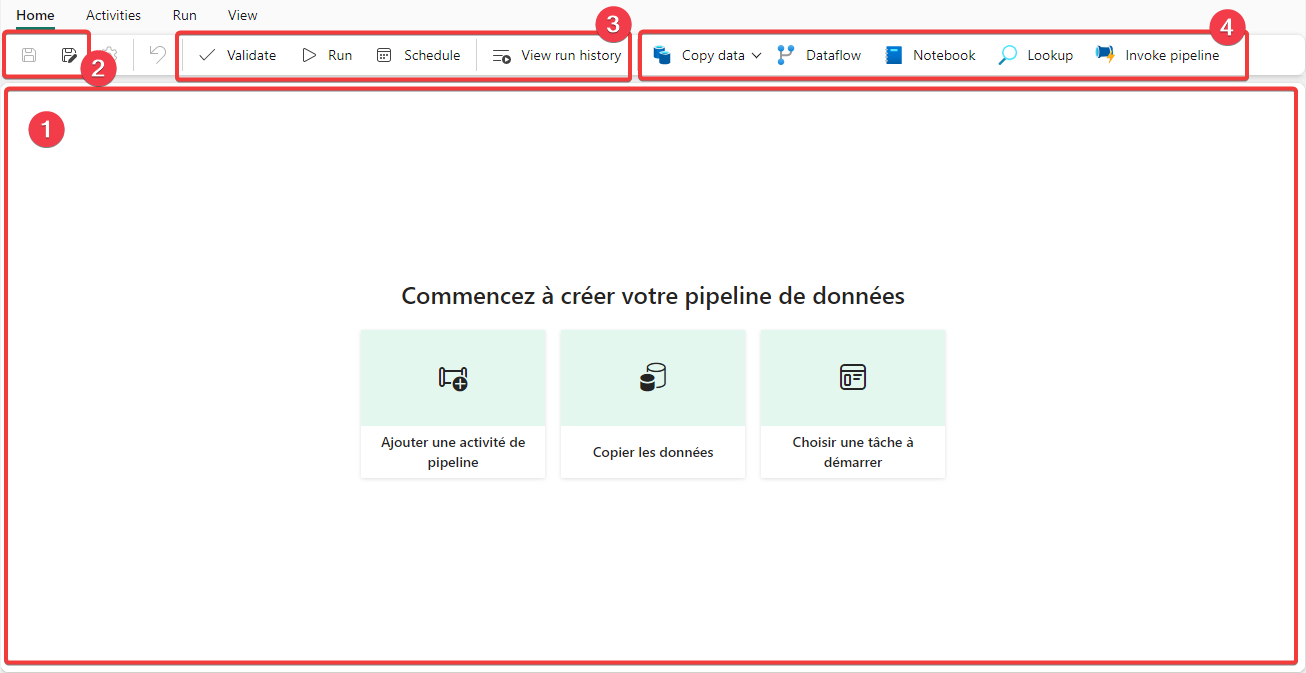 Home Activities Run View
3 4
Validate Run Schedule View run history Copy data Dataflow Notebook Lookup Invoke pipeline
2
1
Commencez à créer votre pipeline de données
Ajouter une activité de
pipeline
Copier les données
Choisir une tâche à
démarrer